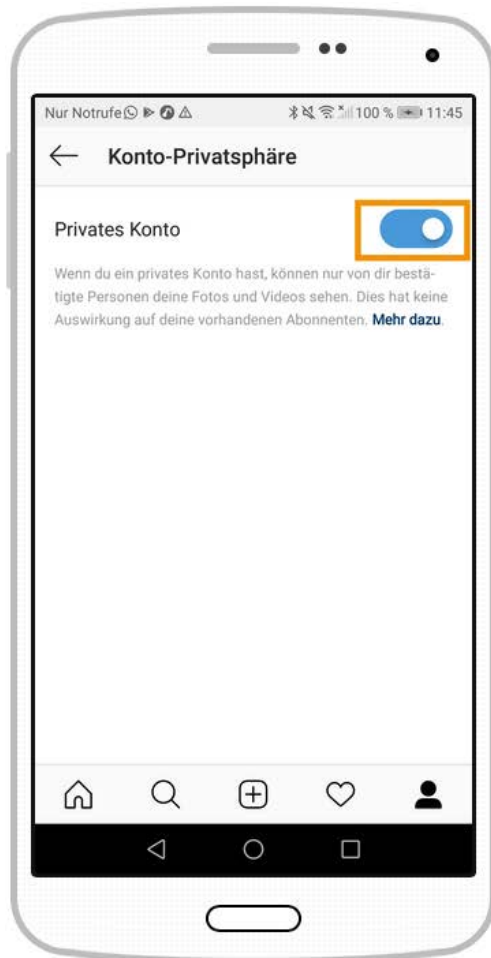 Nur Notrufe 100 % 11:45
Konto-Privatsphäre
Privates Konto
Wenn du ein privates Konto hast, können nur von dir bestä-
tigte Personen deine Fotos und Videos sehen. Dies hat keine
Auswirkung auf deine vorhandenen Abonnenten. Mehr dazu.